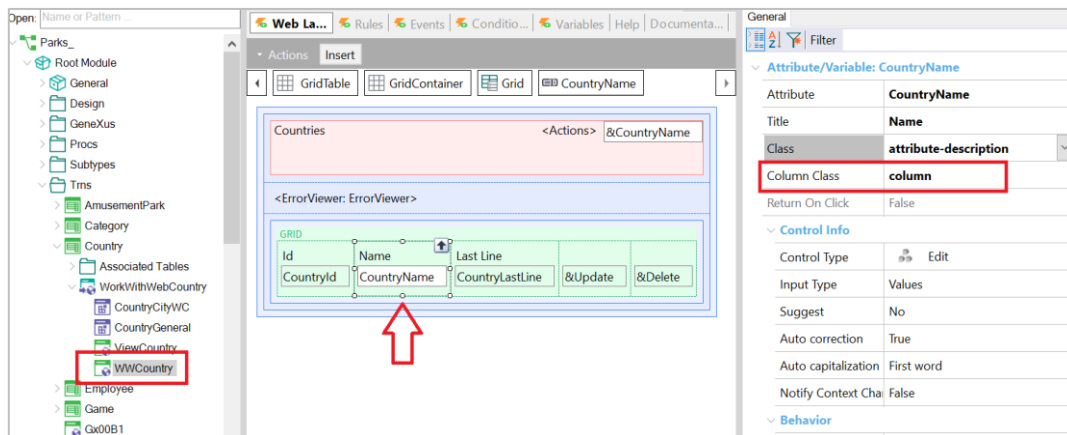 Open: Name or Pattern ...
Parks_
Root Module
General
Design
GeneXus
Procs
Subtypes
Trns
AmusementPark
Category
Country
Associated Tables
WorkWithWebCountry
CountryCityWC
CountryGeneral
ViewCountry
WWCountry
Employee
Game
Gx00B1
Web La... Rules Events Conditio... Variables Help Documenta...
Actions Insert
GridTable GridContainer Grid CountryName
Countries <Actions> &CountryName
<ErrorViewer: ErrorViewer>
GRID
Id Name Last Line
CountryId CountryName CountryLastLine &Update &Delete
General
Filter
Attribute/Variable: CountryName
Attribute CountryName
Title Name
Class attribute-description
Column Class column
Return On Click False
Control Info
Control Type Edit
Input Type Values
Suggest No
Auto correction True
Auto capitalization First word
Notify Context Cha False
Behavior